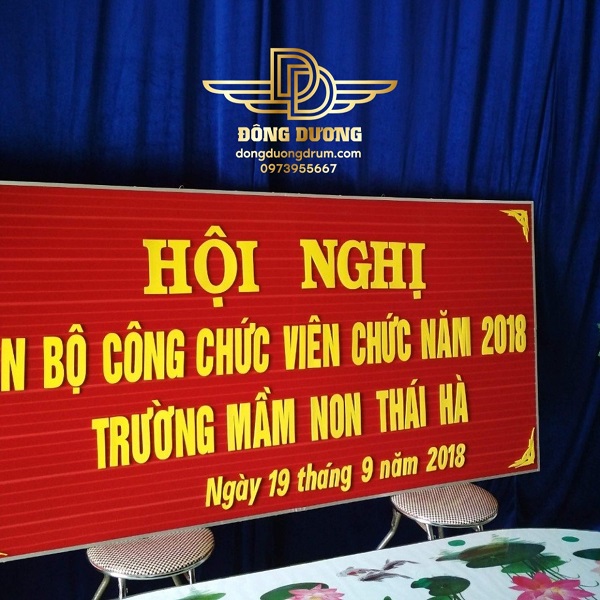 DD
ĐÔNG DƯƠNG
dongduongdrum.com
0973955667
HỘI NGHỊ
N BỘ CÔNG CHỨC VIÊN CHỨC NĂM 2018
TRƯỜNG MẦM NON THÁI HÀ
Ngày 19 tháng 9 năm 2018